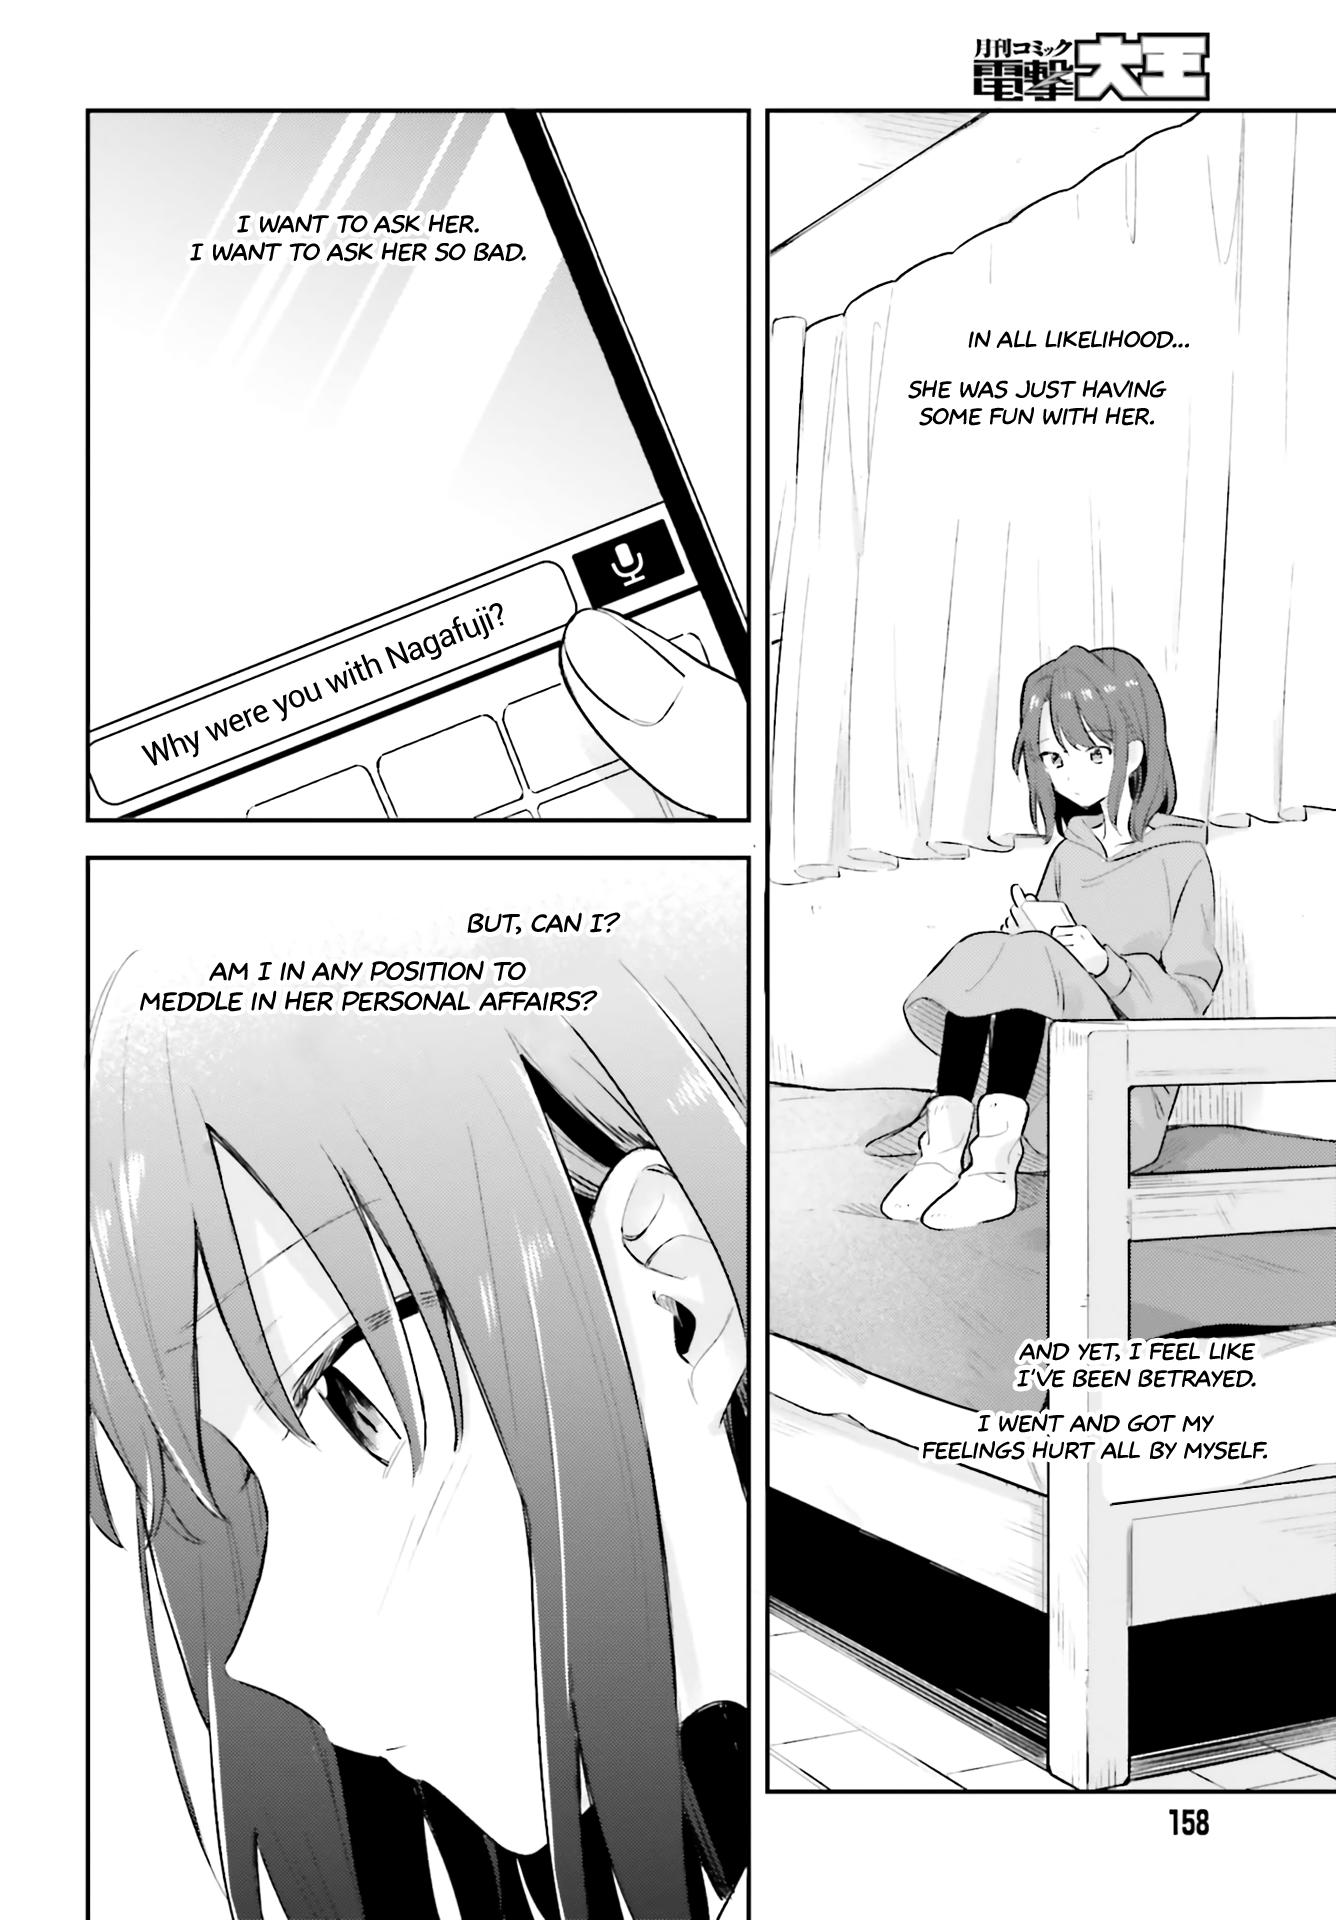 月刊コミック
電撃大王
IN ALL LIKELIHOOD...
SHE WAS JUST HAVING
SOME FUN WITH HER.
AND YET, I FEEL LIKE
I'VE BEEN BETRAYED.
I WENT AND GOT MY
FEELINGS HURT ALL BY MYSELF.
I WANT TO ASK HER.
I WANT TO ASK HER SO BAD.
Why were you with Nagafuji?
BUT, CAN I?
AM I IN ANY POSITION TO
MEDDLE IN HER PERSONAL AFFAIRS?
158